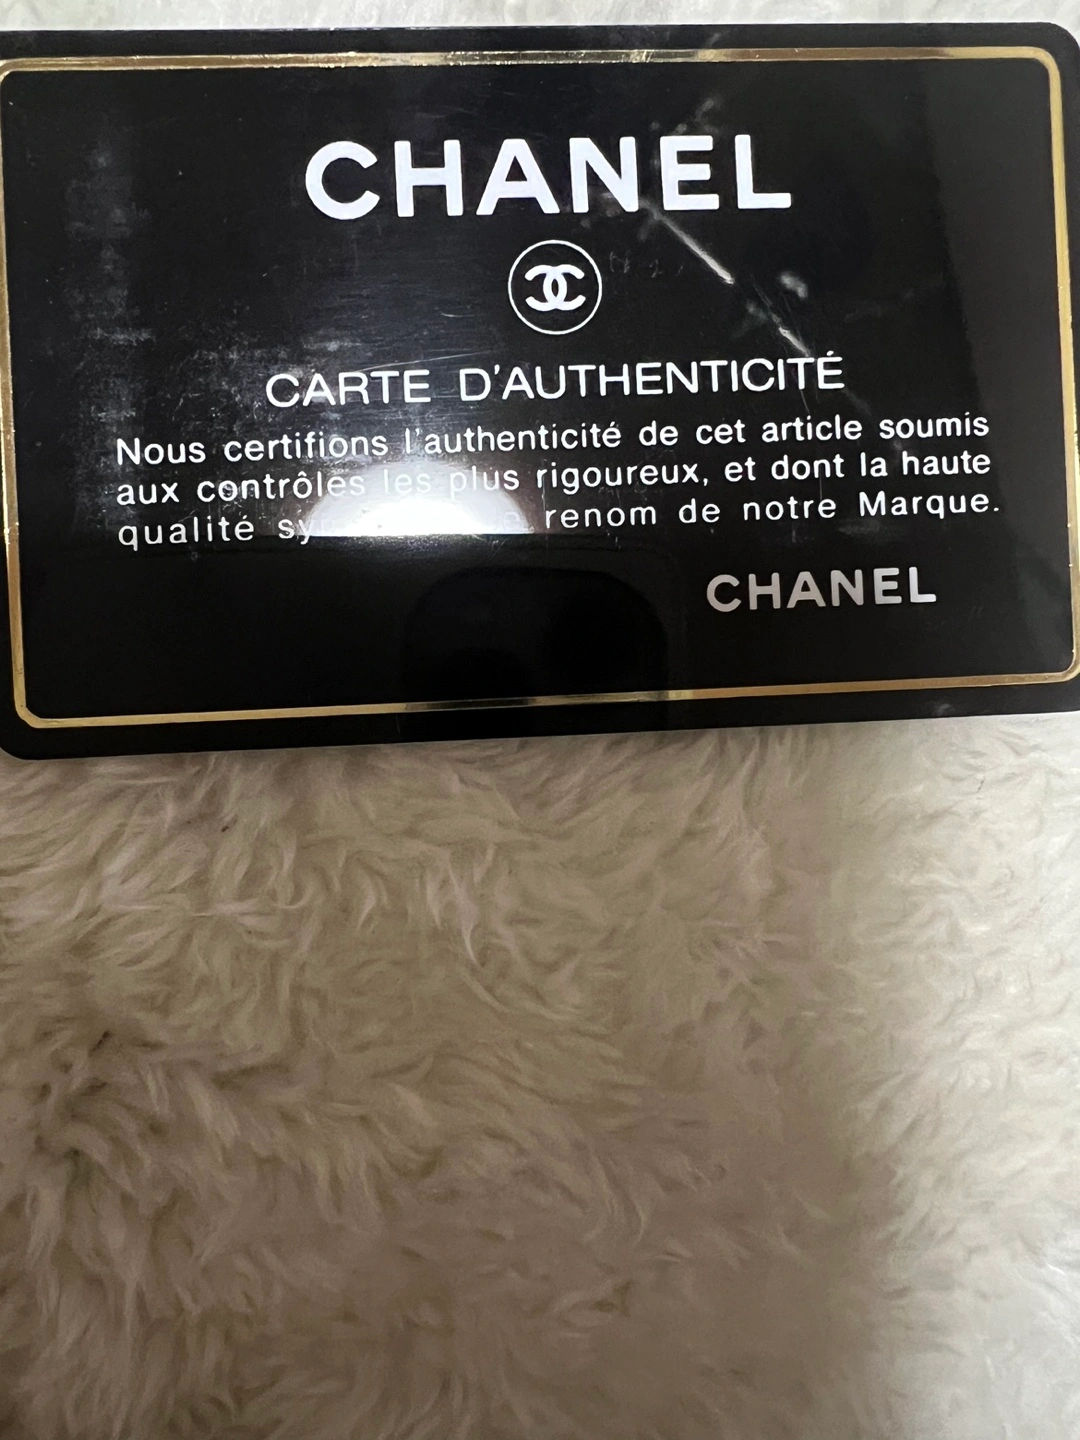 CHANEL
CARTE D'AUTHENTICITÉ
Nous certifions l'authenticité de cet article soumis
aux contrôles les plus rigoureux, et dont la haute
qualité renom de notre Marque.
CHANEL